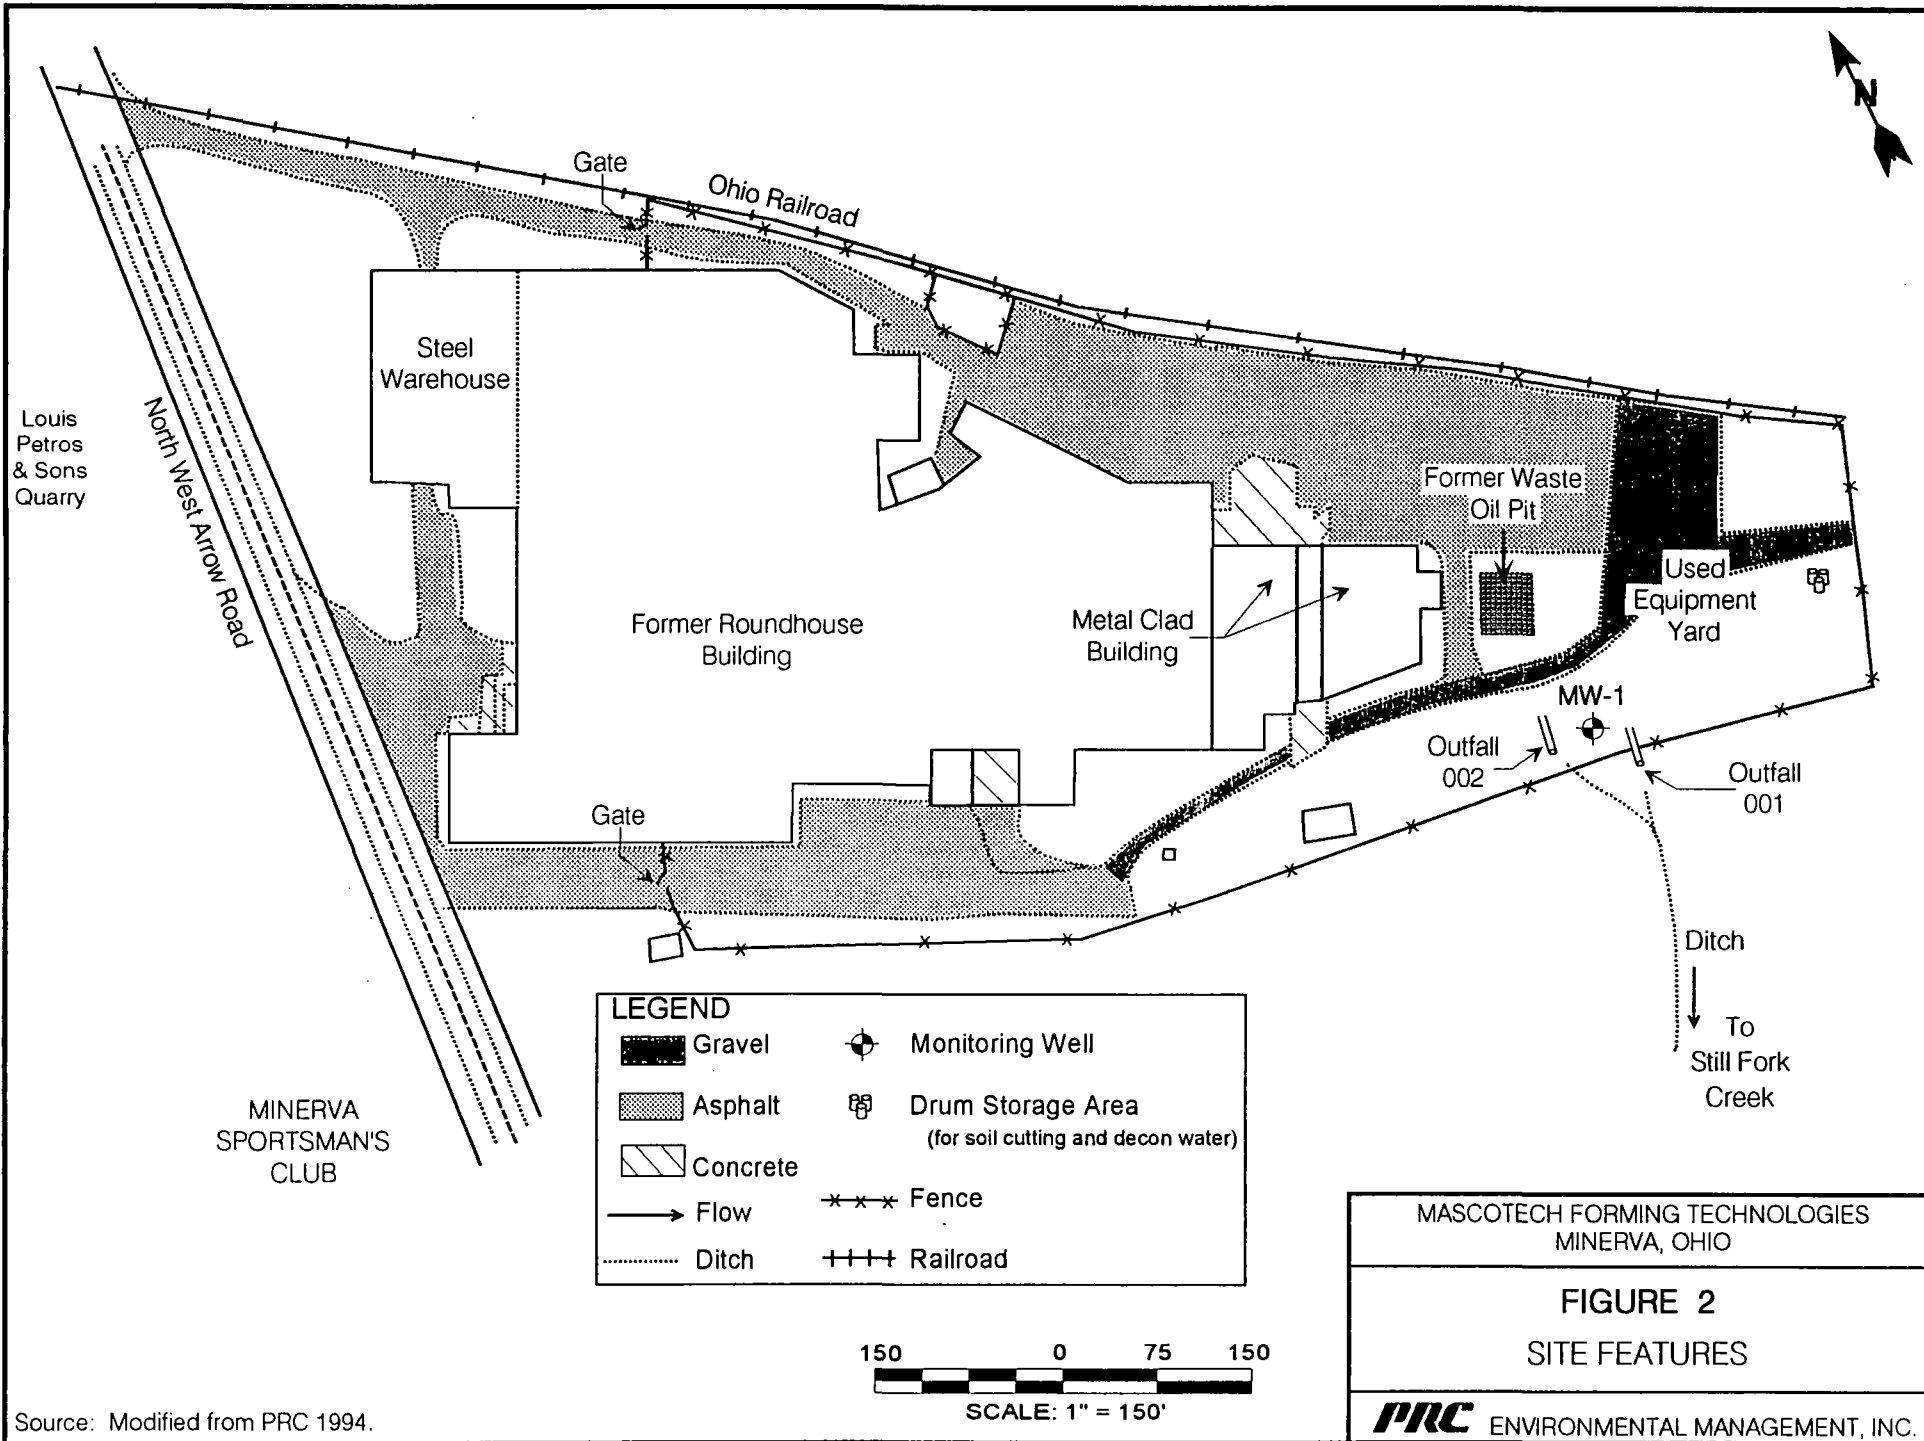 N
Gate
Ohio Railroad
Steel
Warehouse
Louis
Petros
& Sons
Quarry
North West Arrow Road
Former Waste
Oil Pit
Used
Equipment
Yard
Former Roundhouse
Building
Metal Clad
Building
MW-1
Outfall
002
Outfall
001
Gate
Ditch
To
Still Fork
Creek
MINERVA
SPORTSMAN'S
CLUB
LEGEND
Gravel
Monitoring Well
Asphalt
Drum Storage Area
(for soil cutting and decon water)
Concrete
Flow
Fence
Ditch
Railroad
150 0 75 150
SCALE: 1" = 150'
MASCOTECH FORMING TECHNOLOGIES
MINERVA, OHIO
FIGURE 2
SITE FEATURES
PRC ENVIRONMENTAL MANAGEMENT, INC.
Source: Modified from PRC 1994.